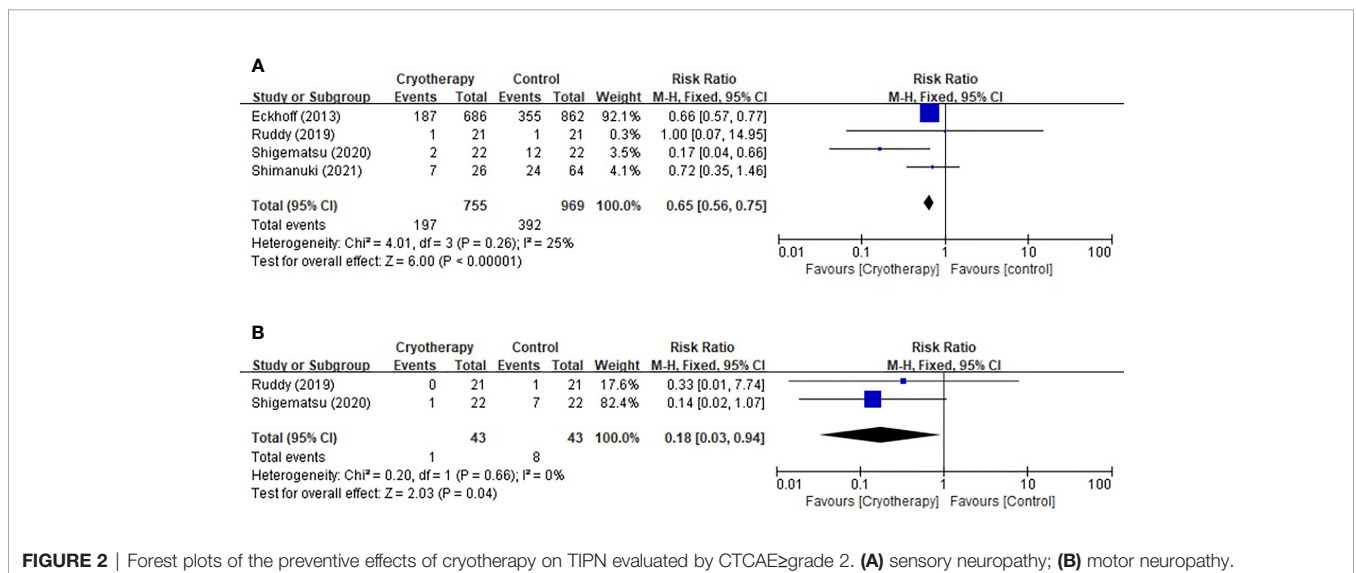 A
Cryotherapy Control Risk Ratio Risk Ratio
Study or Subgroup Events Total Events Total Weight M-H, Fixed, 95% CI M-H, Fixed, 95% CI
Eckhoff (2013) 187 686 355 862 92.1% 0.66 [0.57, 0.77]
Ruddy (2019) 1 21 1 21 0.3% 1.00 [0.07, 14.95]
Shigematsu (2020) 2 22 12 22 3.5% 0.17 [0.04, 0.66]
Shimanuki (2021) 7 26 24 64 4.1% 0.72 [0.35, 1.46]
Total (95% CI) 755 969 100.0% 0.65 [0.56, 0.75]
Total events 197 392
Heterogeneity: Chi² = 4.01, df = 3 (P = 0.26); I² = 25%
Test for overall effect: Z = 6.00 (P < 0.00001)
0.01 0.1 1 10 100
Favours [Cryotherapy] Favours [control]
B
Cryotherapy Control Risk Ratio Risk Ratio
Study or Subgroup Events Total Events Total Weight M-H, Fixed, 95% CI M-H, Fixed, 95% CI
Ruddy (2019) 0 21 1 21 17.6% 0.33 [0.01, 7.74]
Shigematsu (2020) 1 22 7 22 82.4% 0.14 [0.02, 1.07]
Total (95% CI) 43 43 100.0% 0.18 [0.03, 0.94]
Total events 1 8
Heterogeneity: Chi² = 0.20, df = 1 (P = 0.66); I² = 0%
Test for overall effect: Z = 2.03 (P = 0.04)
0.01 0.1 1 10 100
Favours [Cryotherapy] Favours [Control]
FIGURE 2 | Forest plots of the preventive effects of cryotherapy on TIPN evaluated by CTCAE≥grade 2. (A) sensory neuropathy; (B) motor neuropathy.